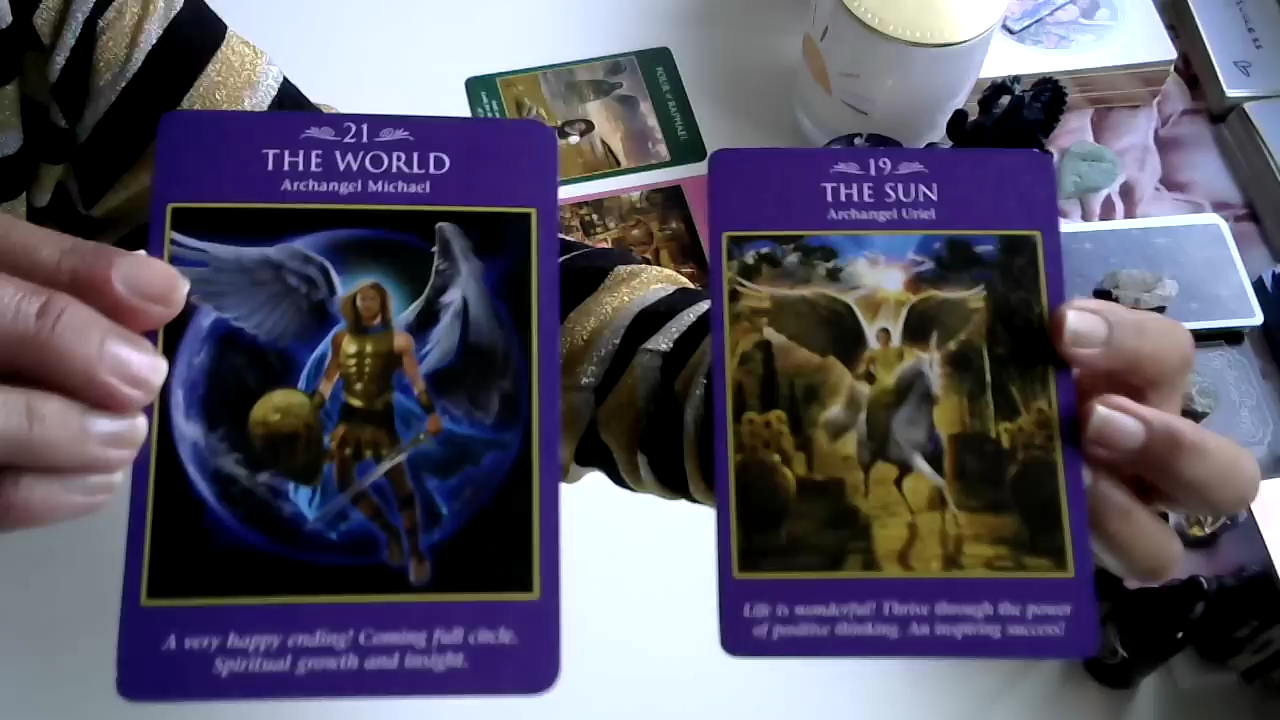 21
THE WORLD
Archangel Michael
A very happy ending! Coming full circle.
Spiritual growth and insight.
19
THE SUN
Archangel Uriel
Life is wonderful! Thrive through the power
of positive thinking. An inspiring success!
FOUR of RAPHAEL